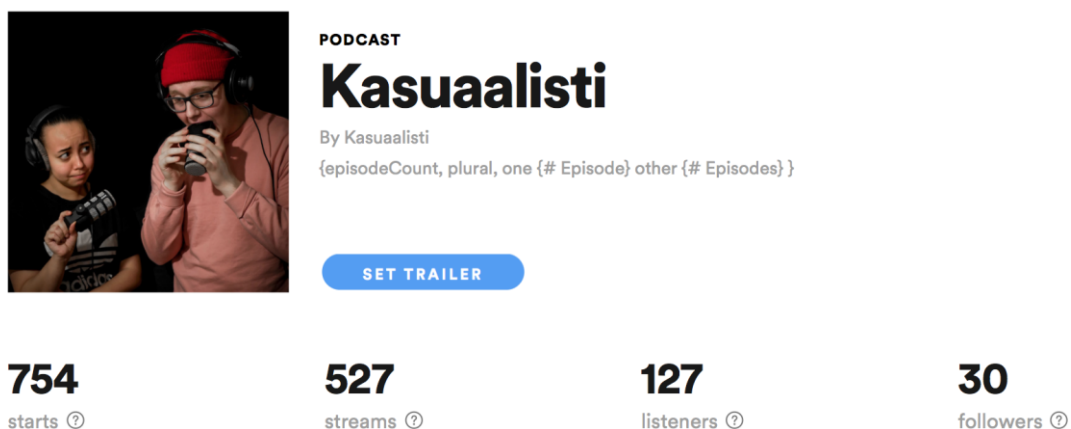 PODCAST
Kasuaalisti
By Kasuaalisti
{episodeCount, plural, one {# Episode} other {# Episodes} }
adidas
SET TRAILER
754
527
127
30
starts ?
streams ?
listeners ?
followers ?